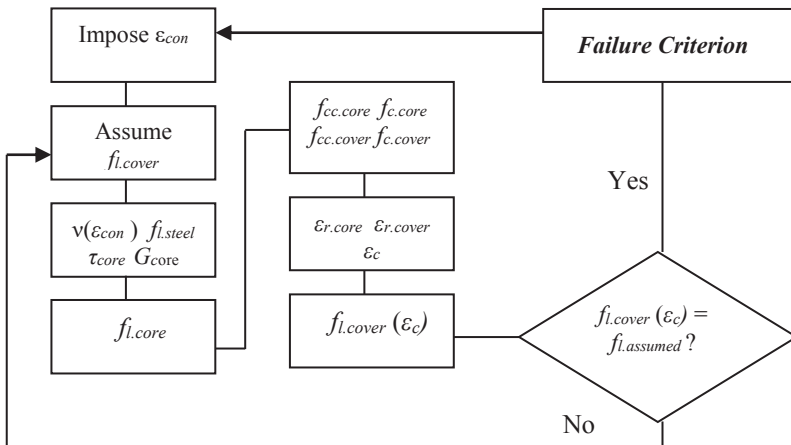 Impose εcon
Failure Criterion
Assume
fl.cover
fcc.core fc.core
fcc.cover fc.cover
Yes
ν(εcon ) fl.steel
τcore Gcore
εr.core εr.cover
εc
fl.core
fl.cover (εc)
fl.cover (εc) =
fl.assumed ?
No